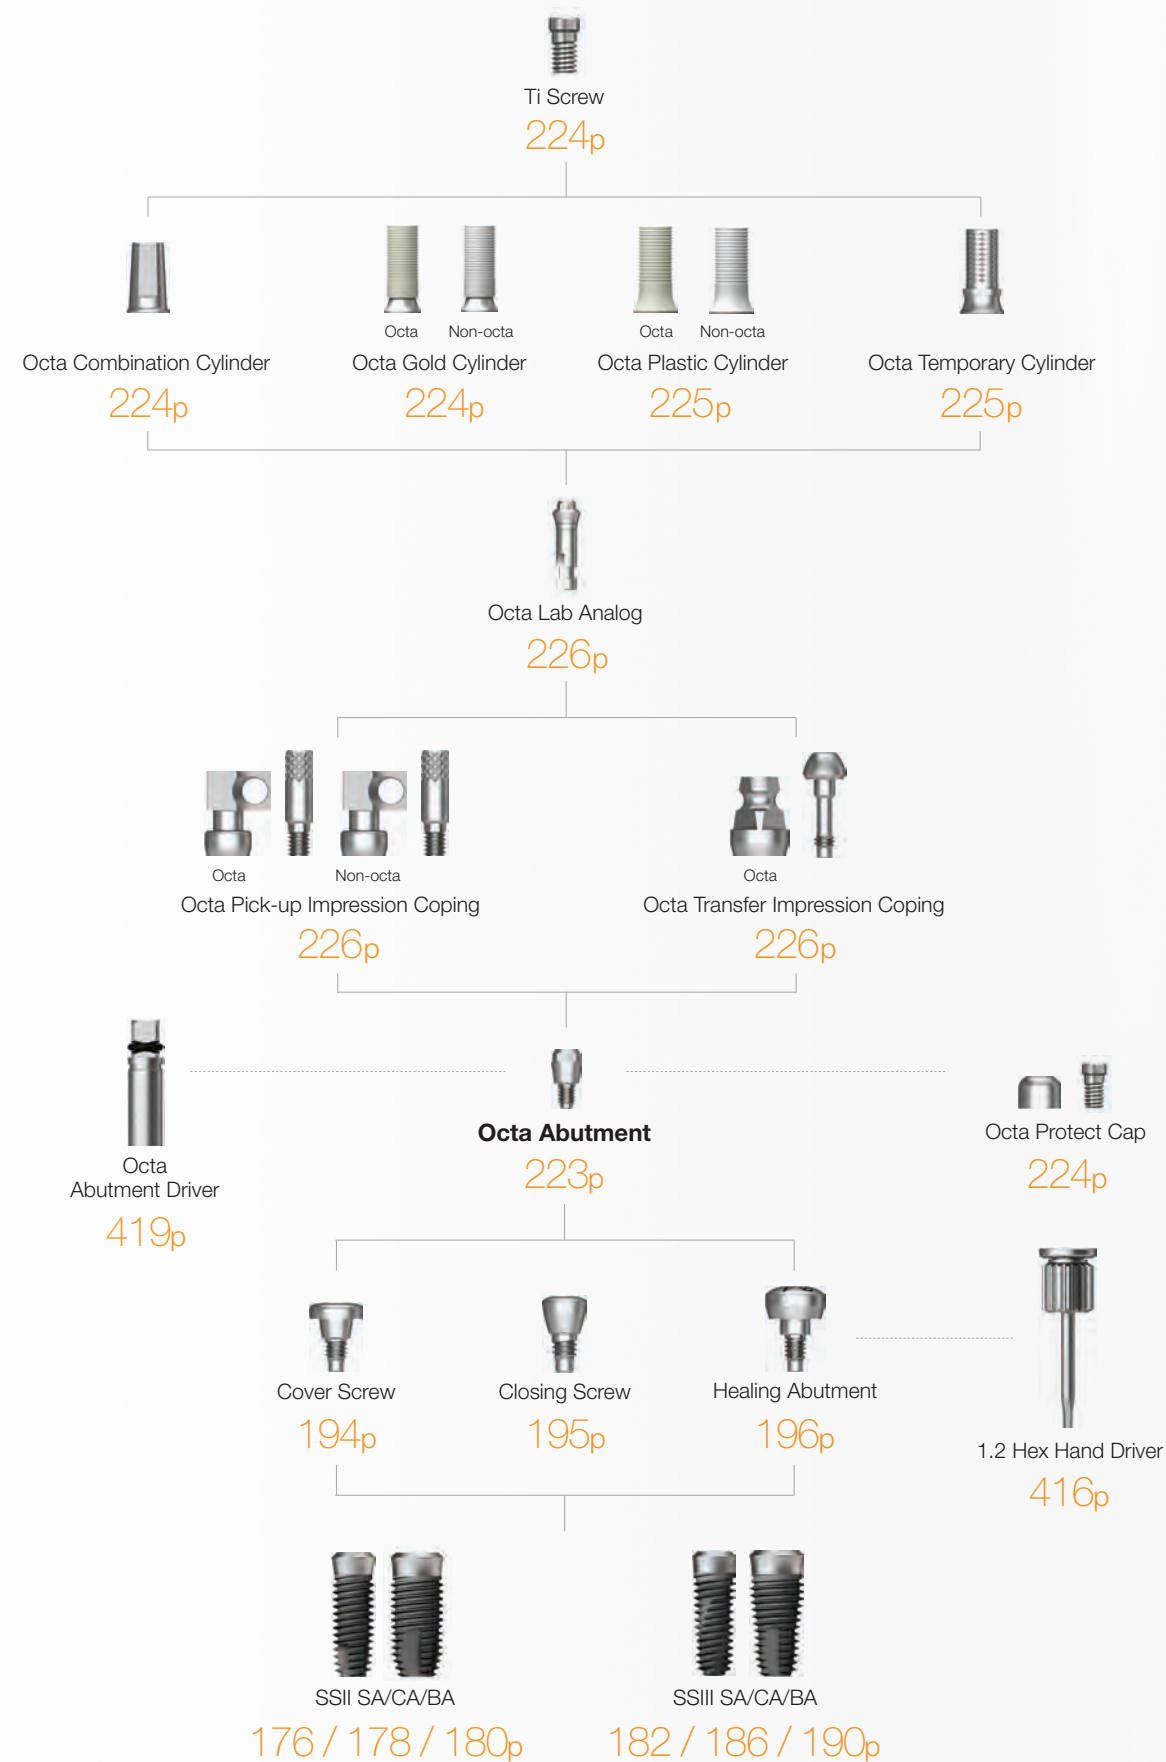 Ti Screw
224p
Octa Non-octa
Octa Non-octa
Octa Combination Cylinder
Octa Gold Cylinder
Octa Plastic Cylinder
Octa Temporary Cylinder
224p
224p
225p
225p
Octa Lab Analog
226p
Octa Non-octa
Octa
Octa Pick-up Impression Coping
Octa Transfer Impression Coping
226p
226p
Octa
Abutment Driver
419p
Octa Abutment
223p
Octa Protect Cap
224p
Cover Screw
194p
Closing Screw
195p
Healing Abutment
196p
1.2 Hex Hand Driver
416p
SSII SA/CA/BA
176 / 178 / 180p
SSIII SA/CA/BA
182 / 186 / 190p